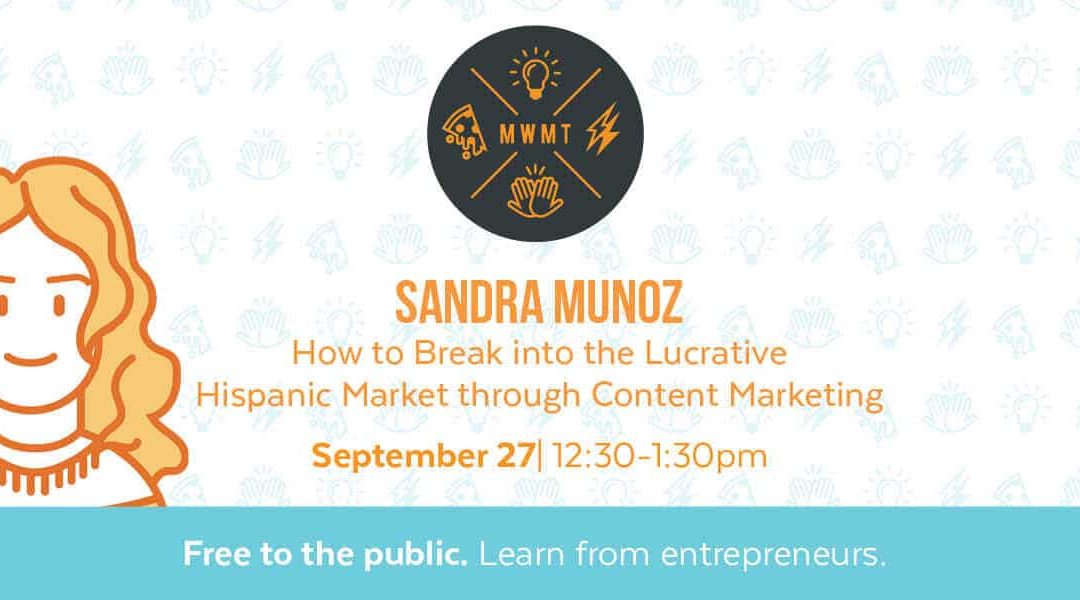 MWMT
SANDRA MUNOZ
How to Break into the Lucrative
Hispanic Market through Content Marketing
September 27| 12:30-1:30pm
Free to the public. Learn from entrepreneurs.